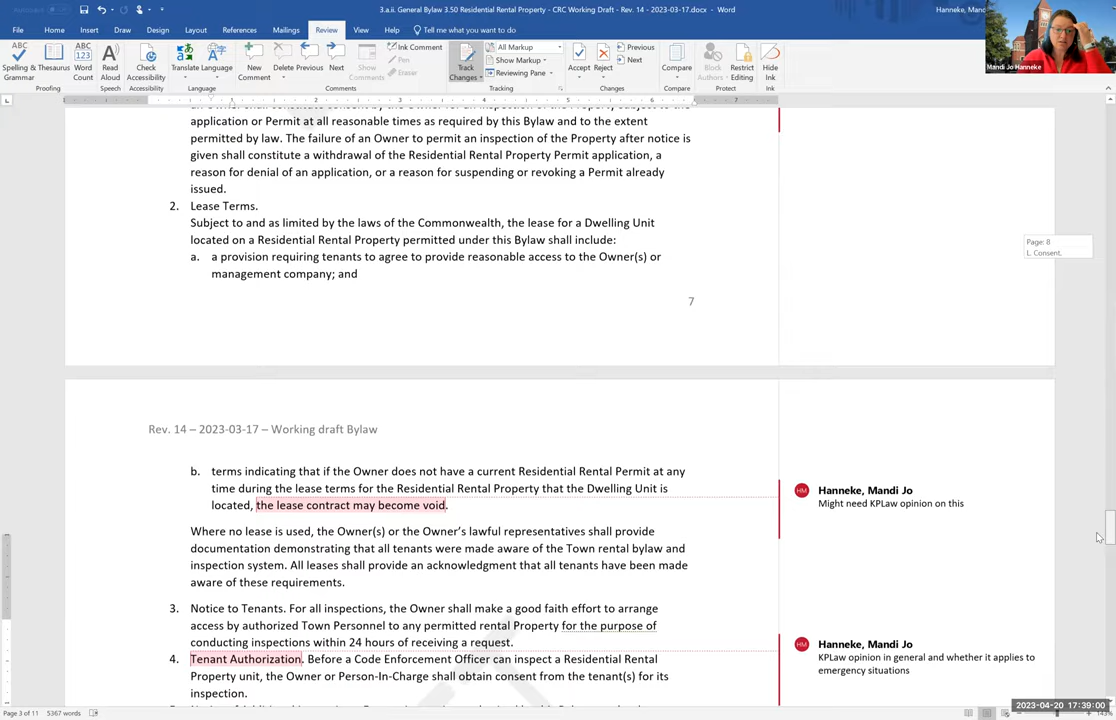 3.a.ii. General Bylaw 3.50 Residential Rental Property - CRC Working Draft - Rev. 14 - 2023-03-17.docx - Word
Hanneke, Mandi Jo
File Home Insert Draw Design Layout References Mailings Review View Help Tell me what you want to do
Spelling & Grammar
Thesaurus
Word Count
Read Aloud
Check Accessibility
Translate
Language
New Comment
Delete
Previous
Next
Show Comments
Ink Comment
Pen
Eraser
Track Changes
All Markup
Show Markup
Reviewing Pane
Accept
Reject
Previous
Next
Compare
Block Authors
Restrict Editing
Hide Ink
Proofing Speech Accessibility Language Comments Tracking Changes Compare Protect Ink
Mandi Jo Hanneke
application or Permit at all reasonable times as required by this Bylaw and to the extent
permitted by law. The failure of an Owner to permit an inspection of the Property after notice is
given shall constitute a withdrawal of the Residential Rental Property Permit application, a
reason for denial of an application, or a reason for suspending or revoking a Permit already
issued.
2. Lease Terms.
Subject to and as limited by the laws of the Commonwealth, the lease for a Dwelling Unit
located on a Residential Rental Property permitted under this Bylaw shall include:
a. a provision requiring tenants to agree to provide reasonable access to the Owner(s) or
management company; and
7
Page: 8
L. Consent.
Rev. 14 – 2023-03-17 – Working draft Bylaw
b. terms indicating that if the Owner does not have a current Residential Rental Permit at any
time during the lease terms for the Residential Rental Property that the Dwelling Unit is
located, the lease contract may become void.
Where no lease is used, the Owner(s) or the Owner's lawful representatives shall provide
documentation demonstrating that all tenants were made aware of the Town rental bylaw and
inspection system. All leases shall provide an acknowledgment that all tenants have been made
aware of these requirements.
3. Notice to Tenants. For all inspections, the Owner shall make a good faith effort to arrange
access by authorized Town Personnel to any permitted rental Property for the purpose of
conducting inspections within 24 hours of receiving a request.
4. Tenant Authorization. Before a Code Enforcement Officer can inspect a Residential Rental
Property unit, the Owner or Person-In-Charge shall obtain consent from the tenant(s) for its
inspection.
HM Hanneke, Mandi Jo
Might need KPLaw opinion on this
HM Hanneke, Mandi Jo
KPLaw opinion in general and whether it applies to
emergency situations
Page 3 of 11 5367 words
2023-04-20 17:39:00
143%